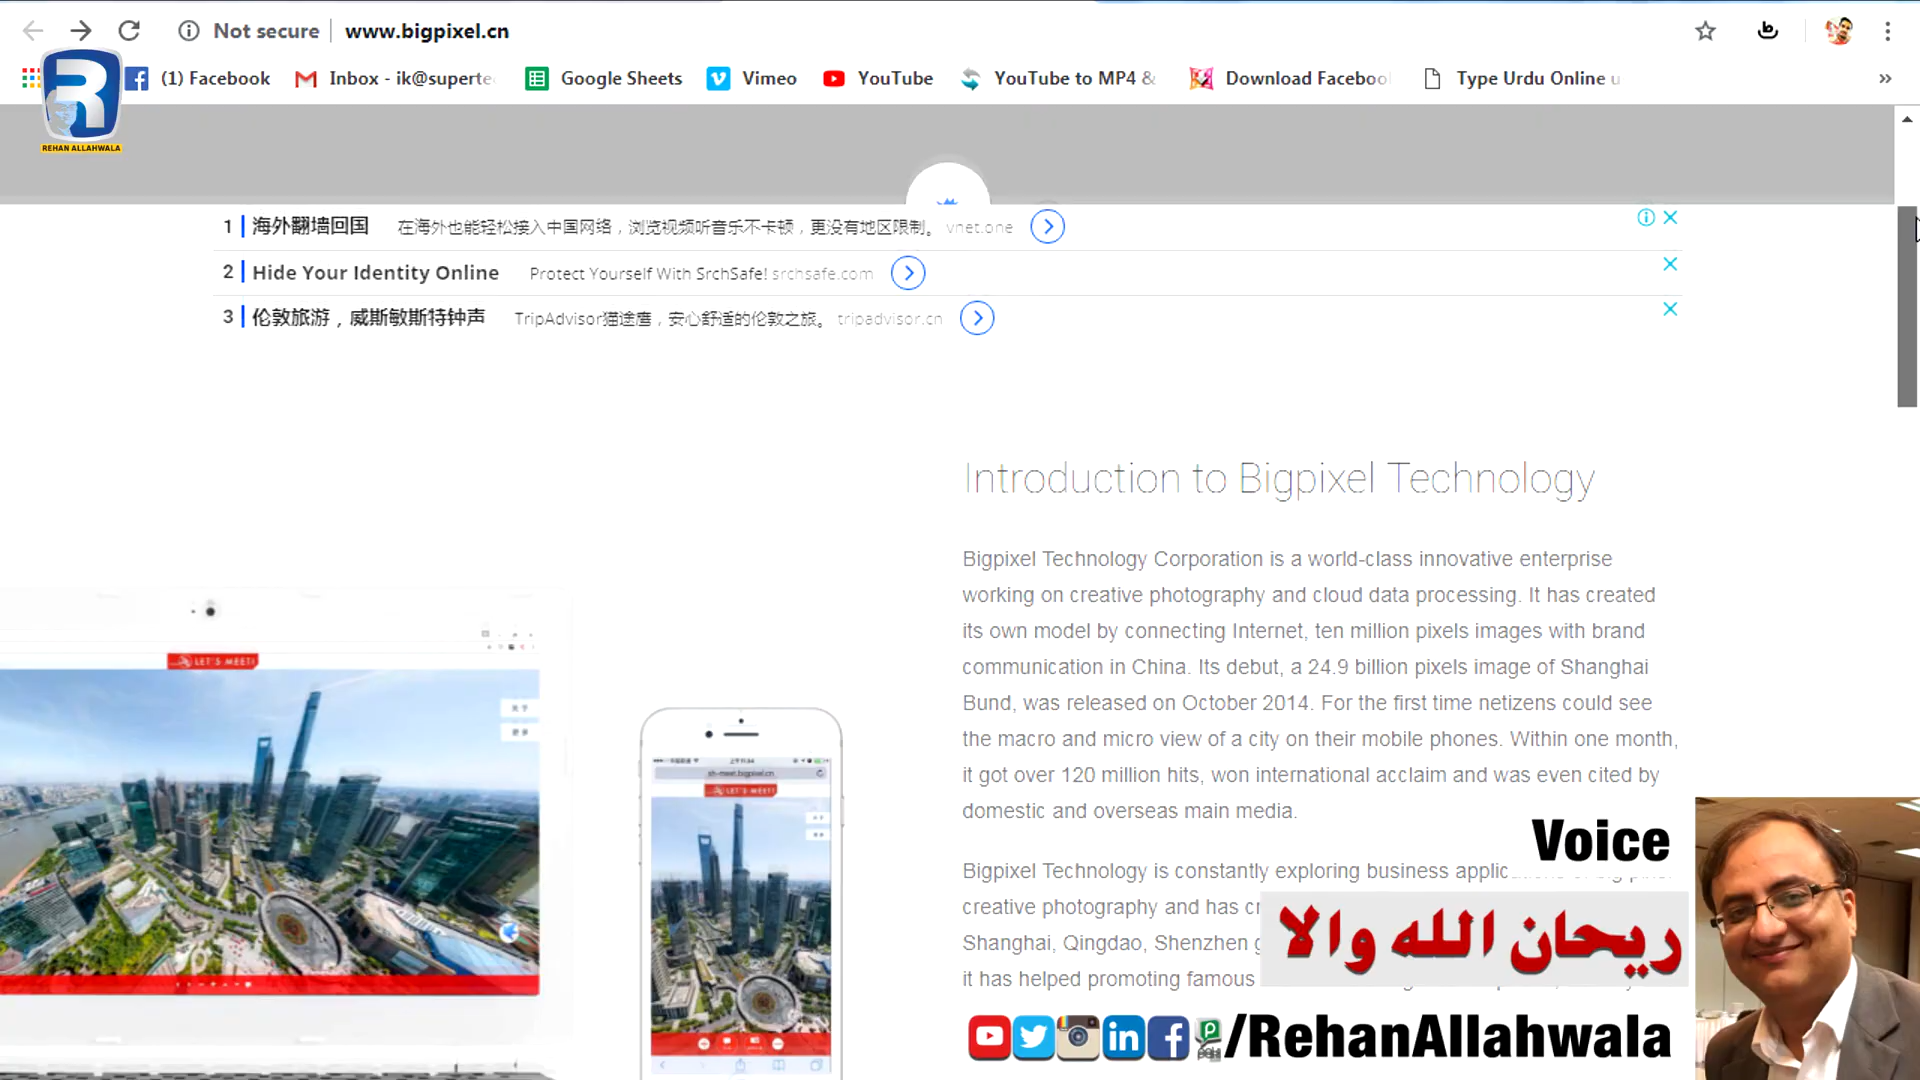 Not secure
www.bigpixel.cn
(1) Facebook
Inbox - ik@superte
Google Sheets
Vimeo
YouTube
YouTube to MP4 &
Download Faceboo
Type Urdu Online u
REHAN ALLAHWALA
1 海外翻墙回国 在海外也能轻松接入中国网络，浏览视频听音乐不卡顿，更没有地区限制。 vnet.one
2 Hide Your Identity Online Protect Yourself With SrchSafe! srchsafe.com
3 伦敦旅游，威斯敏斯特钟声 TripAdvisor猫途鹰，安心舒适的伦敦之旅。 tripadvisor.cn
Introduction to Bigpixel Technology
Bigpixel Technology Corporation is a world-class innovative enterprise
working on creative photography and cloud data processing. It has created
its own model by connecting Internet, ten million pixels images with brand
communication in China. Its debut, a 24.9 billion pixels image of Shanghai
Bund, was released on October 2014. For the first time netizens could see
the macro and micro view of a city on their mobile phones. Within one month,
it got over 120 million hits, won international acclaim and was even cited by
domestic and overseas main media.
Bigpixel Technology is constantly exploring business applic
creative photography and has cr
Shanghai, Qingdao, Shenzhen g
it has helped promoting famous
LET'S MEET!
sh-meet.bigpixel.cn
LET'S MEET!
Voice
ریحان اللہ والا
/RehanAllahwala